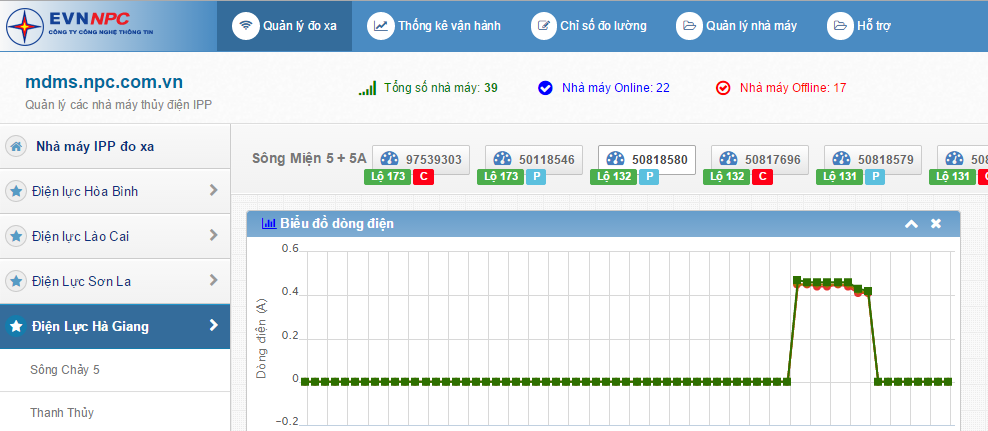 EVNNPC
CÔNG TY CÔNG NGHỆ THÔNG TIN
Quản lý đo xa
Thống kê vận hành
Chỉ số đo lường
Quản lý nhà máy
Hỗ trợ
mdms.npc.com.vn
Quản lý các nhà máy thủy điện IPP
Tổng số nhà máy: 39
Nhà máy Online: 22
Nhà máy Offline: 17
Nhà máy IPP đo xa
Điện lực Hòa Bình
Điện lực Lào Cai
Điện Lực Sơn La
Điện Lực Hà Giang
Sông Chảy 5
Thanh Thủy
Sông Miện 5 + 5A
97539303
Lộ 173 C
50118546
Lộ 173 P
50818580
Lộ 132 P
50817696
Lộ 132 C
50818579
Lộ 131 P
Lộ 131 C
Biểu đồ dòng điện
Dòng điện (A)
0.6
0.4
0.2
0
−0.2